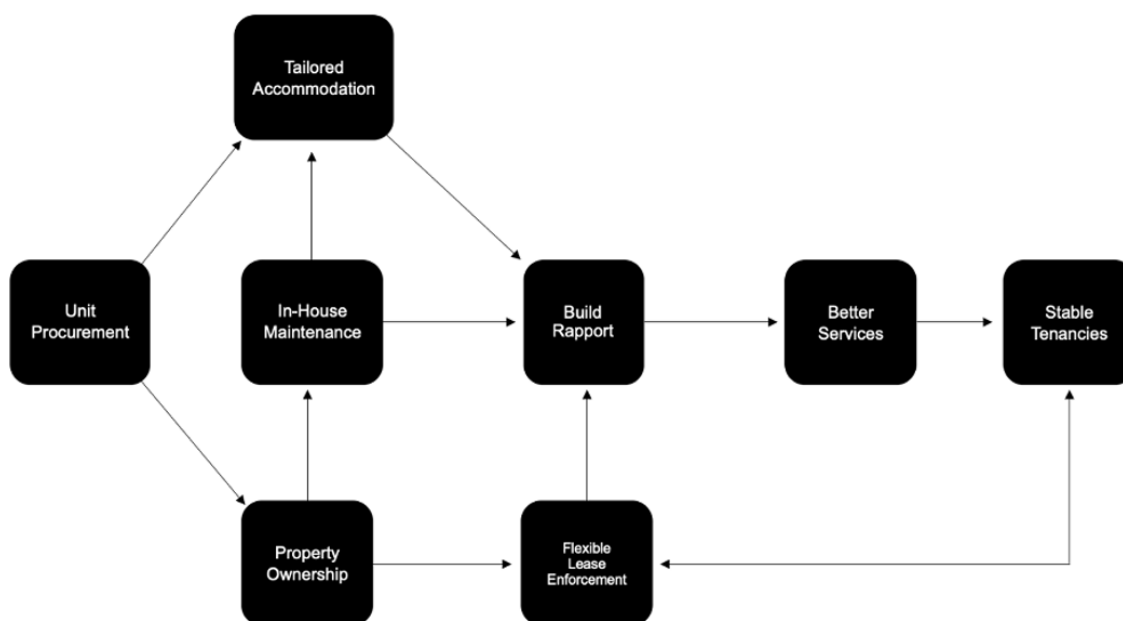 Tailored
Accommodation
Unit
Procurement
In-House
Maintenance
Build
Rapport
Better
Services
Stable
Tenancies
Property
Ownership
Flexible
Lease
Enforcement